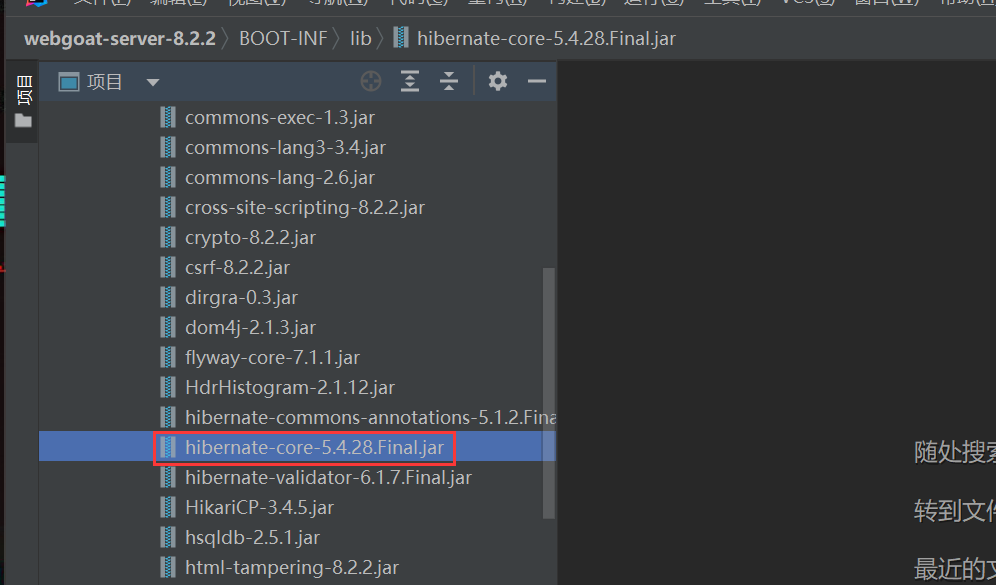 webgoat-server-8.2.2 〉 BOOT-INF 〉 lib 〉 hibernate-core-5.4.28.Final.jar
项目
项目
commons-exec-1.3.jar
commons-lang3-3.4.jar
commons-lang-2.6.jar
cross-site-scripting-8.2.2.jar
crypto-8.2.2.jar
csrf-8.2.2.jar
dirgra-0.3.jar
dom4j-2.1.3.jar
flyway-core-7.1.1.jar
HdrHistogram-2.1.12.jar
hibernate-commons-annotations-5.1.2.Fina
hibernate-core-5.4.28.Final.jar
hibernate-validator-6.1.7.Final.jar
HikariCP-3.4.5.jar
hsqldb-2.5.1.jar
html-tampering-8.2.2.jar
随处搜索
转到文件
最近的文